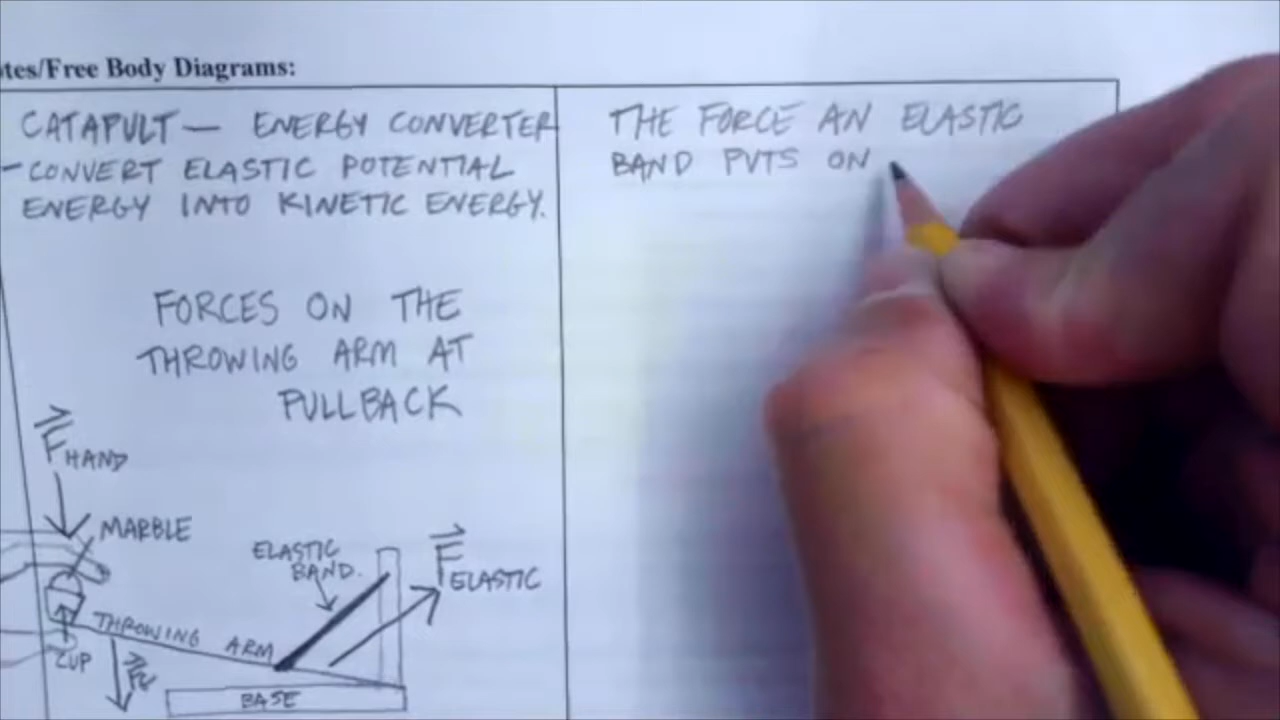 otes/Free Body Diagrams:
CATAPULT — ENERGY CONVERTER
- CONVERT ELASTIC POTENTIAL
ENERGY INTO KINETIC ENERGY.
FORCES ON THE
THROWING ARM AT
PULLBACK
F HAND
MARBLE
ELASTIC
BAND.
F ELASTIC
THROWING ARM
CUP
BASE
THE FORCE AN ELASTIC
BAND PUTS ON